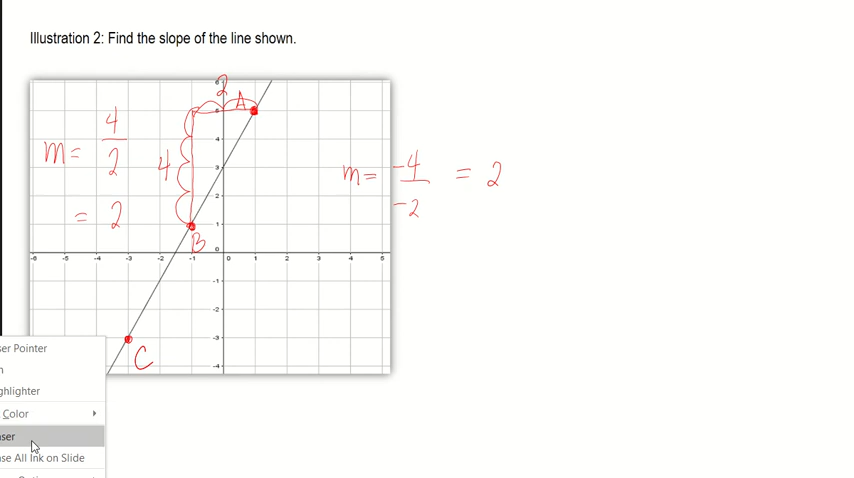 Illustration 2: Find the slope of the line shown.
2
6
A
5
m = 4/2
4
4
3
m = -4/-2 = 2
2
= 2
1
B
0
-6 -5 -4 -3 -2 -1 0 1 2 3 4 5
-1
-2
-3
C
-4
ser Pointer
n
ghlighter
Color
ser
se All Ink on Slide